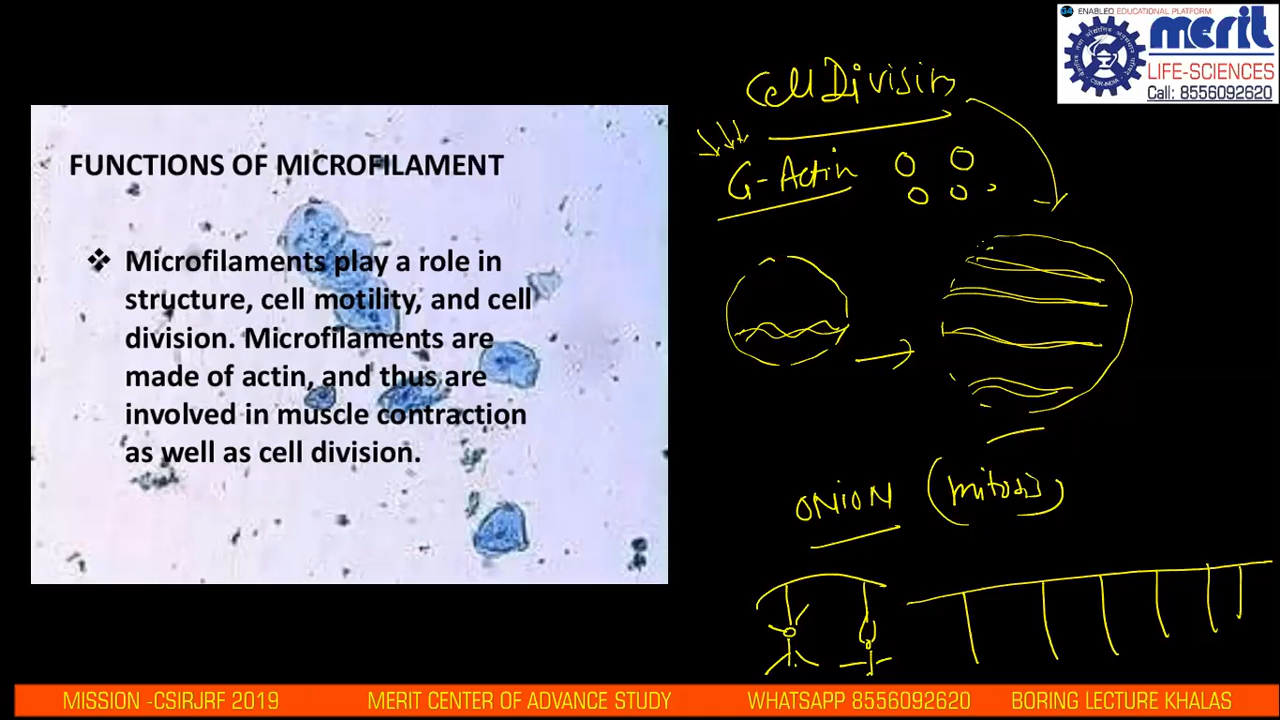 ENABLED EDUCATIONAL PLATFORM
merit
LIFE-SCIENCES
Call: 8556092620
FUNCTIONS OF MICROFILAMENT
❖ Microfilaments play a role in
structure, cell motility, and cell
division. Microfilaments are
made of actin, and thus are
involved in muscle contraction
as well as cell division.
Cell Division
G-Actin
ONION (mitosis)
MISSION -CSIRJRF 2019 MERIT CENTER OF ADVANCE STUDY WHATSAPP 8556092620 BORING LECTURE KHALAS